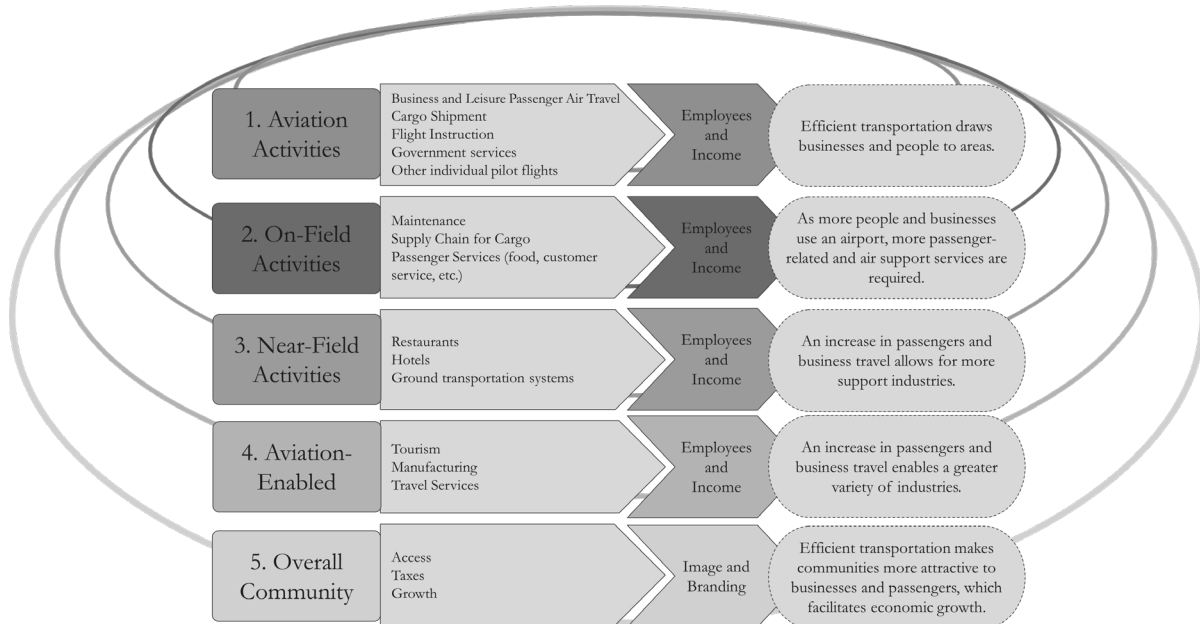 1. Aviation
Activities
Business and Leisure Passenger Air Travel
Cargo Shipment
Flight Instruction
Government services
Other individual pilot flights
Employees
and
Income
Efficient transportation draws
businesses and people to areas.
2. On-Field
Activities
Maintenance
Supply Chain for Cargo
Passenger Services (food, customer
service, etc.)
Employees
and
Income
As more people and businesses
use an airport, more passenger-
related and air support services are
required.
3. Near-Field
Activities
Restaurants
Hotels
Ground transportation systems
Employees
and
Income
An increase in passengers and
business travel allows for more
support industries.
4. Aviation-
Enabled
Tourism
Manufacturing
Travel Services
Employees
and
Income
An increase in passengers and
business travel enables a greater
variety of industries.
5. Overall
Community
Access
Taxes
Growth
Image and
Branding
Efficient transportation makes
communities more attractive to
businesses and passengers, which
facilitates economic growth.